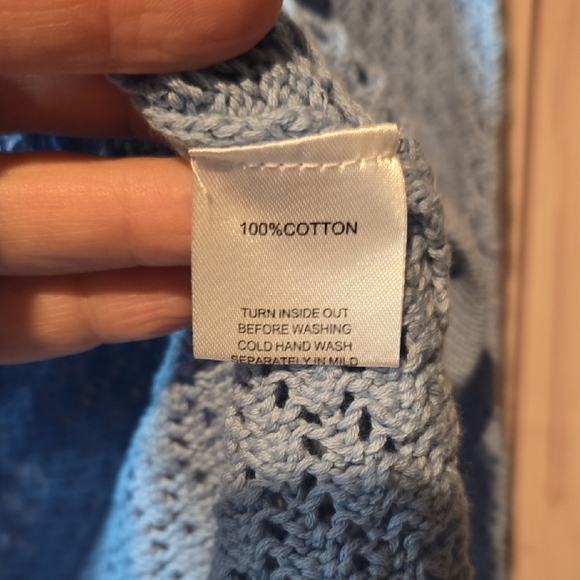 100%COTTON
TURN INSIDE OUT
BEFORE WASHING
COLD HAND WASH
SEPARATELY IN MILD